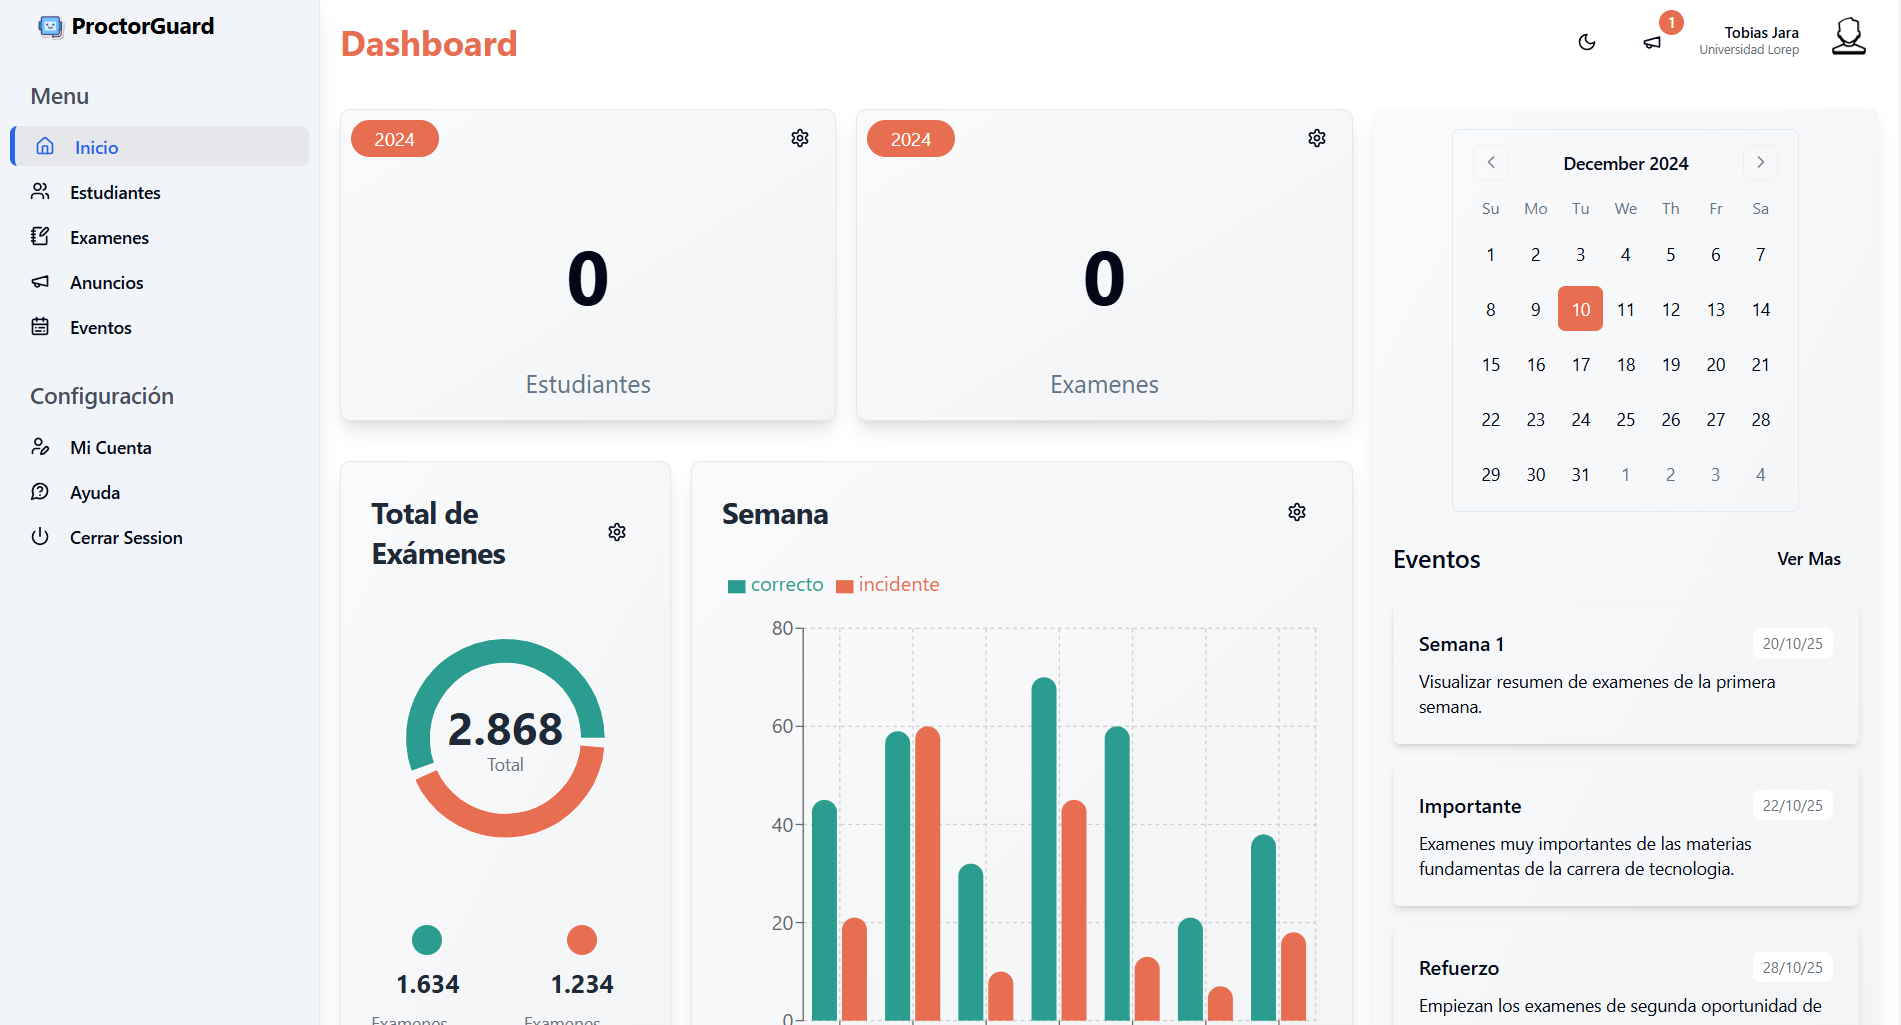 ProctorGuard
Menu
Inicio
Estudiantes
Examenes
Anuncios
Eventos
Configuración
Mi Cuenta
Ayuda
Cerrar Session
Dashboard
1
Tobias Jara
Universidad Lorep
2024
0
Estudiantes
2024
0
Examenes
Total de
Exámenes
2.868
Total
1.634
1.234
Examenes
Examenes
Semana
correcto incidente
80
60
40
20
0
December 2024
Su Mo Tu We Th Fr Sa
1 2 3 4 5 6 7
8 9 10 11 12 13 14
15 16 17 18 19 20 21
22 23 24 25 26 27 28
29 30 31 1 2 3 4
Eventos
Ver Mas
Semana 1
20/10/25
Visualizar resumen de examenes de la primera
semana.
Importante
22/10/25
Examenes muy importantes de las materias
fundamentas de la carrera de tecnologia.
Refuerzo
28/10/25
Empiezan los examenes de segunda oportunidad de